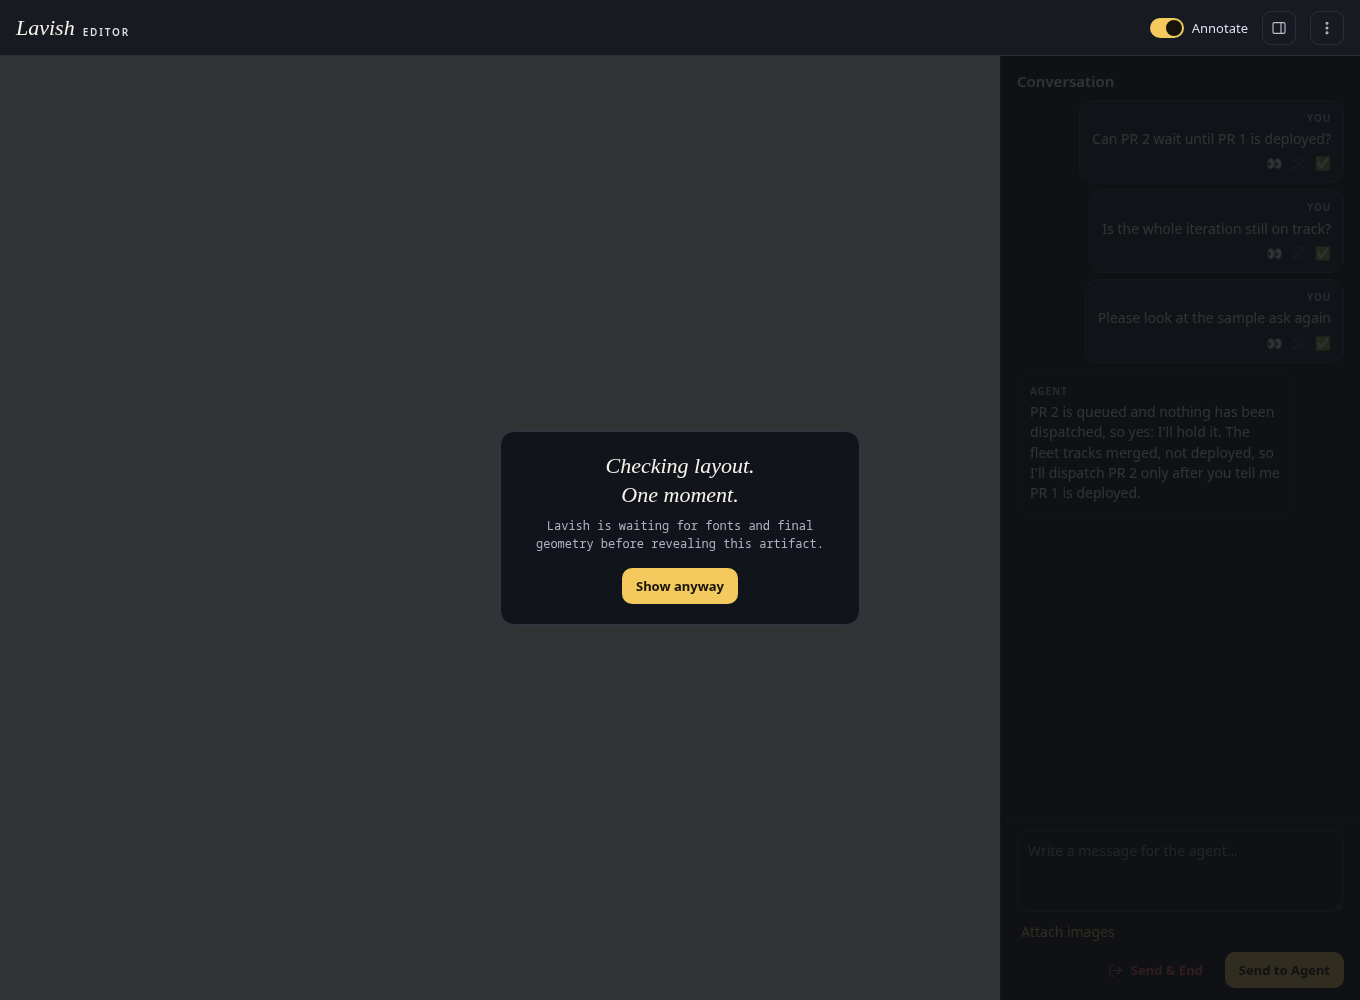 Lavish EDITOR
Annotate
Conversation
YOU
Can PR 2 wait until PR 1 is deployed?
YOU
Is the whole iteration still on track?
YOU
Please look at the sample ask again
AGENT
PR 2 is queued and nothing has been
dispatched, so yes: I'll hold it. The
fleet tracks merged, not deployed, so
I'll dispatch PR 2 only after you tell me
PR 1 is deployed.
Checking layout.
One moment.
Lavish is waiting for fonts and final
geometry before revealing this artifact.
Show anyway
Write a message for the agent...
Attach images
Send & End
Send to Agent